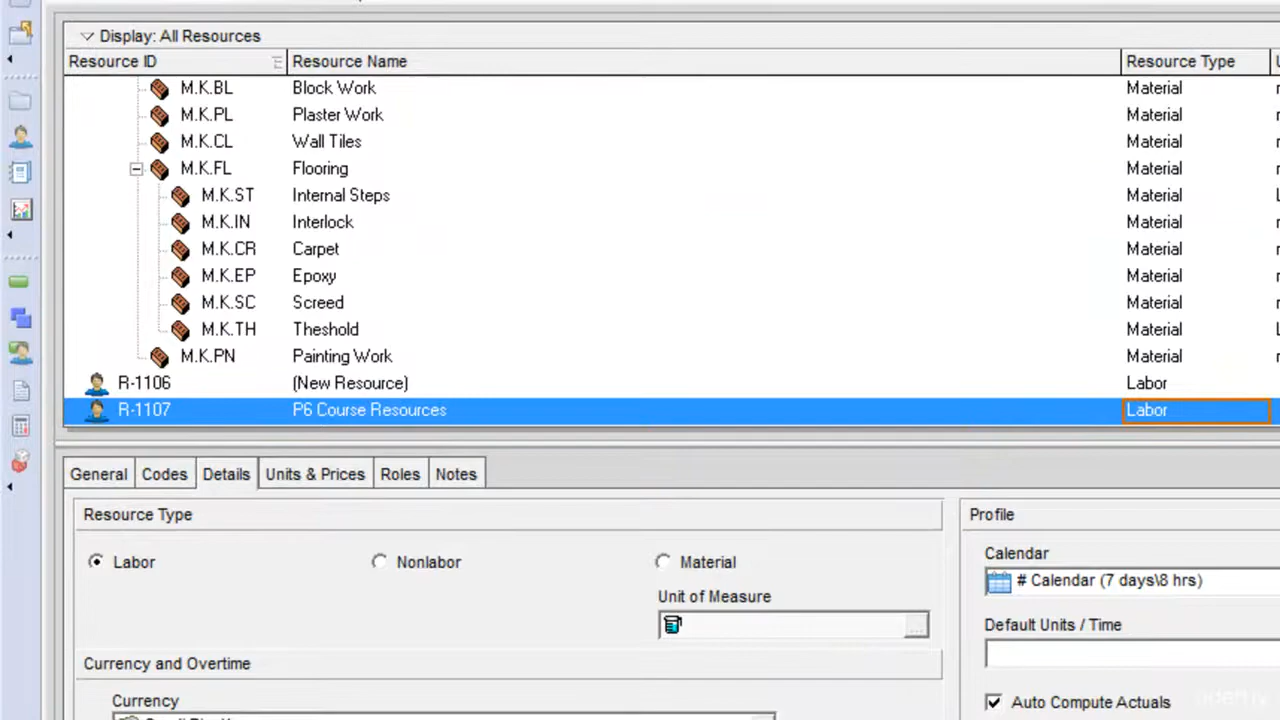 Display: All Resources
Resource ID Resource Name Resource Type
M.K.BL Block Work Material
M.K.PL Plaster Work Material
M.K.CL Wall Tiles Material
M.K.FL Flooring Material
M.K.ST Internal Steps Material
M.K.IN Interlock Material
M.K.CR Carpet Material
M.K.EP Epoxy Material
M.K.SC Screed Material
M.K.TH Theshold Material
M.K.PN Painting Work Material
R-1106 (New Resource) Labor
R-1107 P6 Course Resources Labor
General Codes Details Units & Prices Roles Notes
Resource Type Profile
Labor Nonlabor Material
Calendar
# Calendar (7 days\8 hrs)
Unit of Measure
Default Units / Time
Currency and Overtime
Currency
Auto Compute Actuals